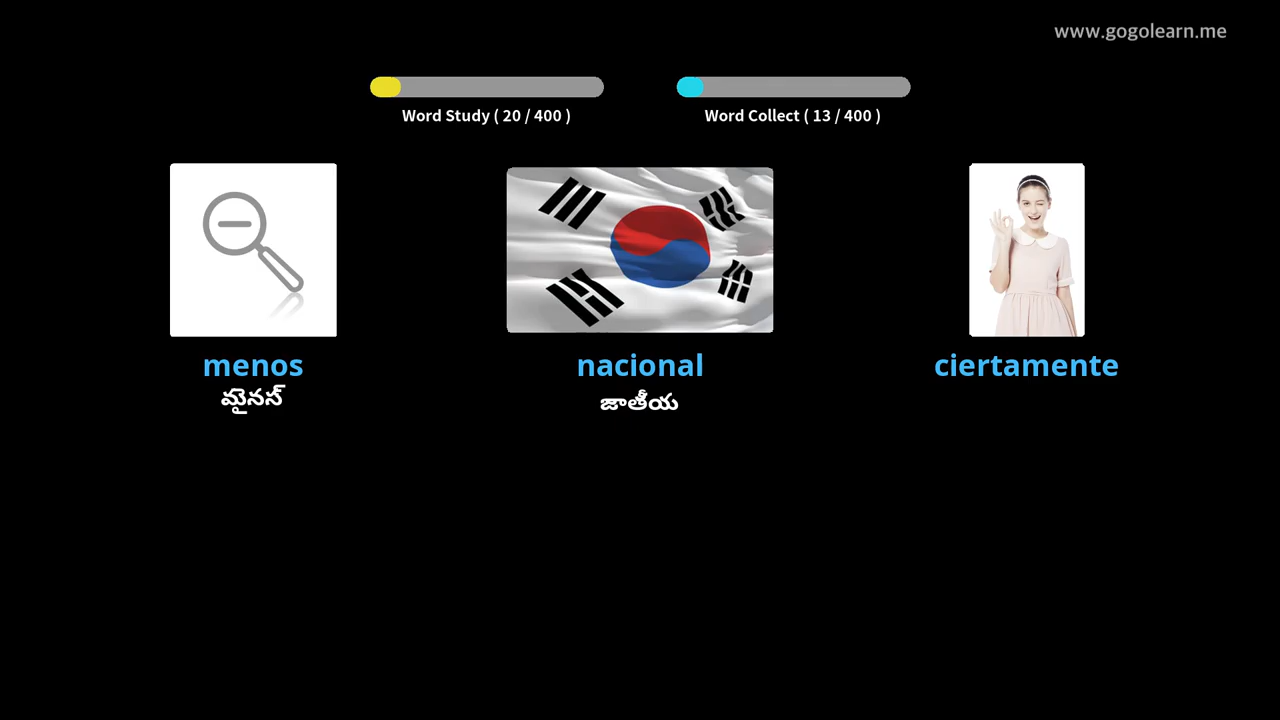 www.gogolearn.me
Word Study ( 20 / 400 )
Word Collect ( 13 / 400 )
menos
nacional
ciertamente
మైనస్
జాతీయ